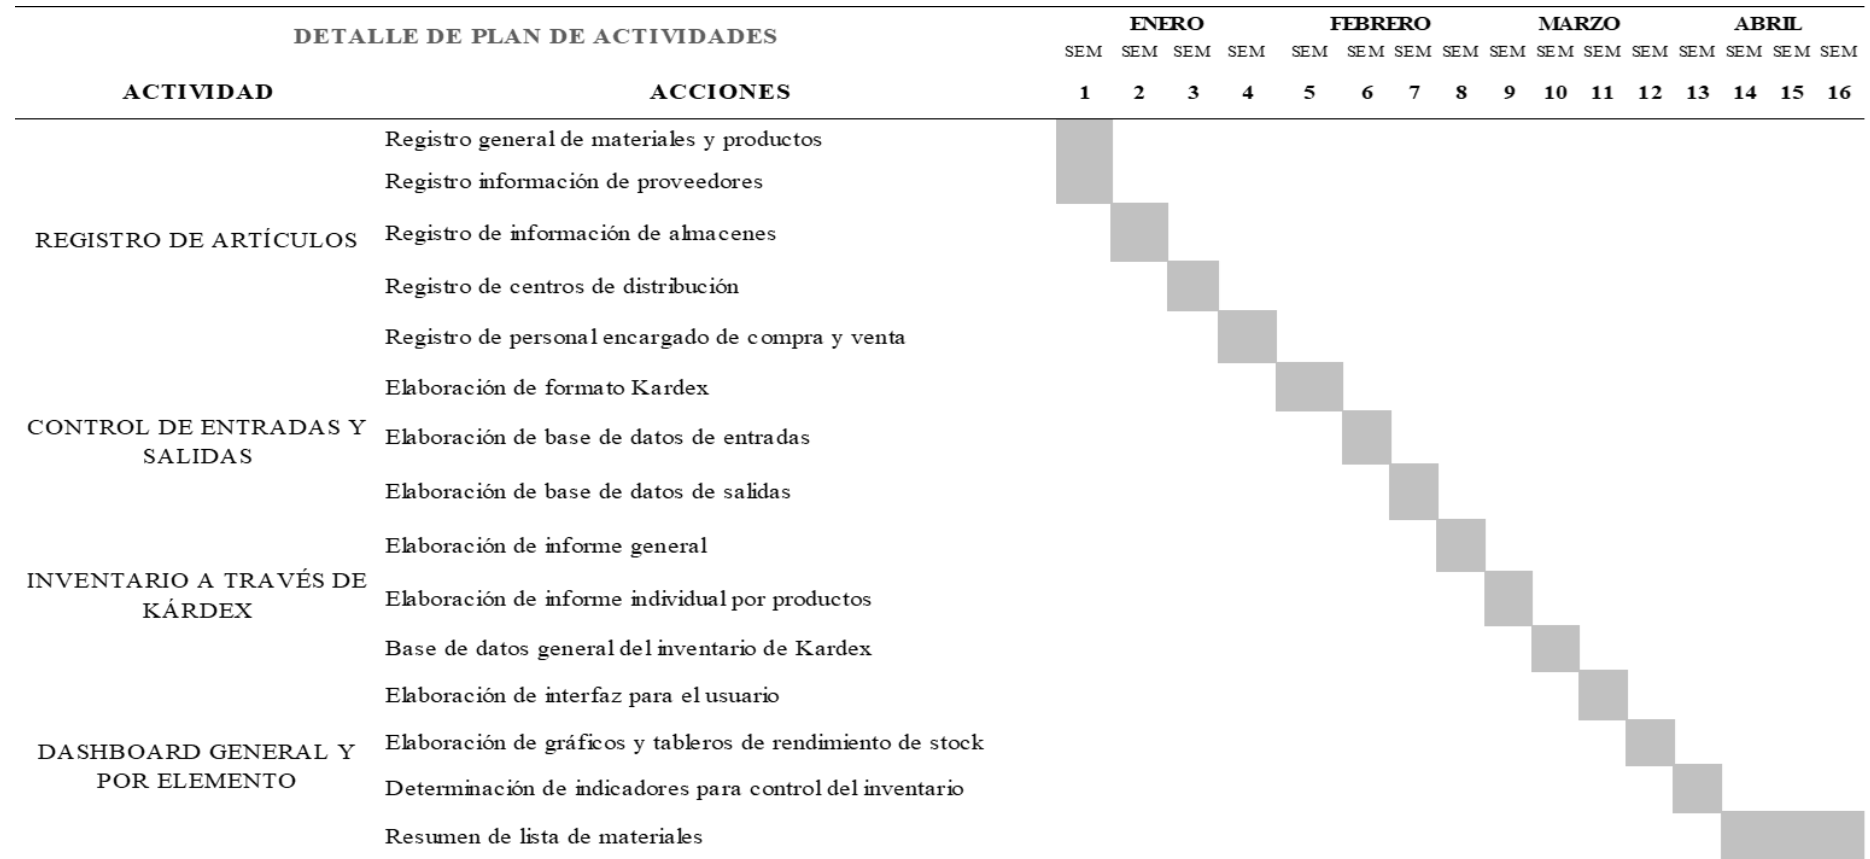 DETALLE DE PLAN DE ACTIVIDADES
ENERO FEBRERO MARZO ABRIL
SEM SEM SEM SEM SEM SEM SEM SEM SEM SEM SEM SEM SEM SEM SEM SEM
ACTIVIDAD ACCIONES 1 2 3 4 5 6 7 8 9 10 11 12 13 14 15 16
REGISTRO DE ARTÍCULOS
Registro general de materiales y productos
Registro información de proveedores
Registro de información de almacenes
Registro de centros de distribución
Registro de personal encargado de compra y venta
CONTROL DE ENTRADAS Y
SALIDAS
Elaboración de formato Kardex
Elaboración de base de datos de entradas
Elaboración de base de datos de salidas
INVENTARIO A TRAVÉS DE
KÁRDEX
Elaboración de informe general
Elaboración de informe individual por productos
Base de datos general del inventario de Kardex
DASHBOARD GENERAL Y
POR ELEMENTO
Elaboración de interfaz para el usuario
Elaboración de gráficos y tableros de rendimiento de stock
Determinación de indicadores para control del inventario
Resumen de lista de materiales